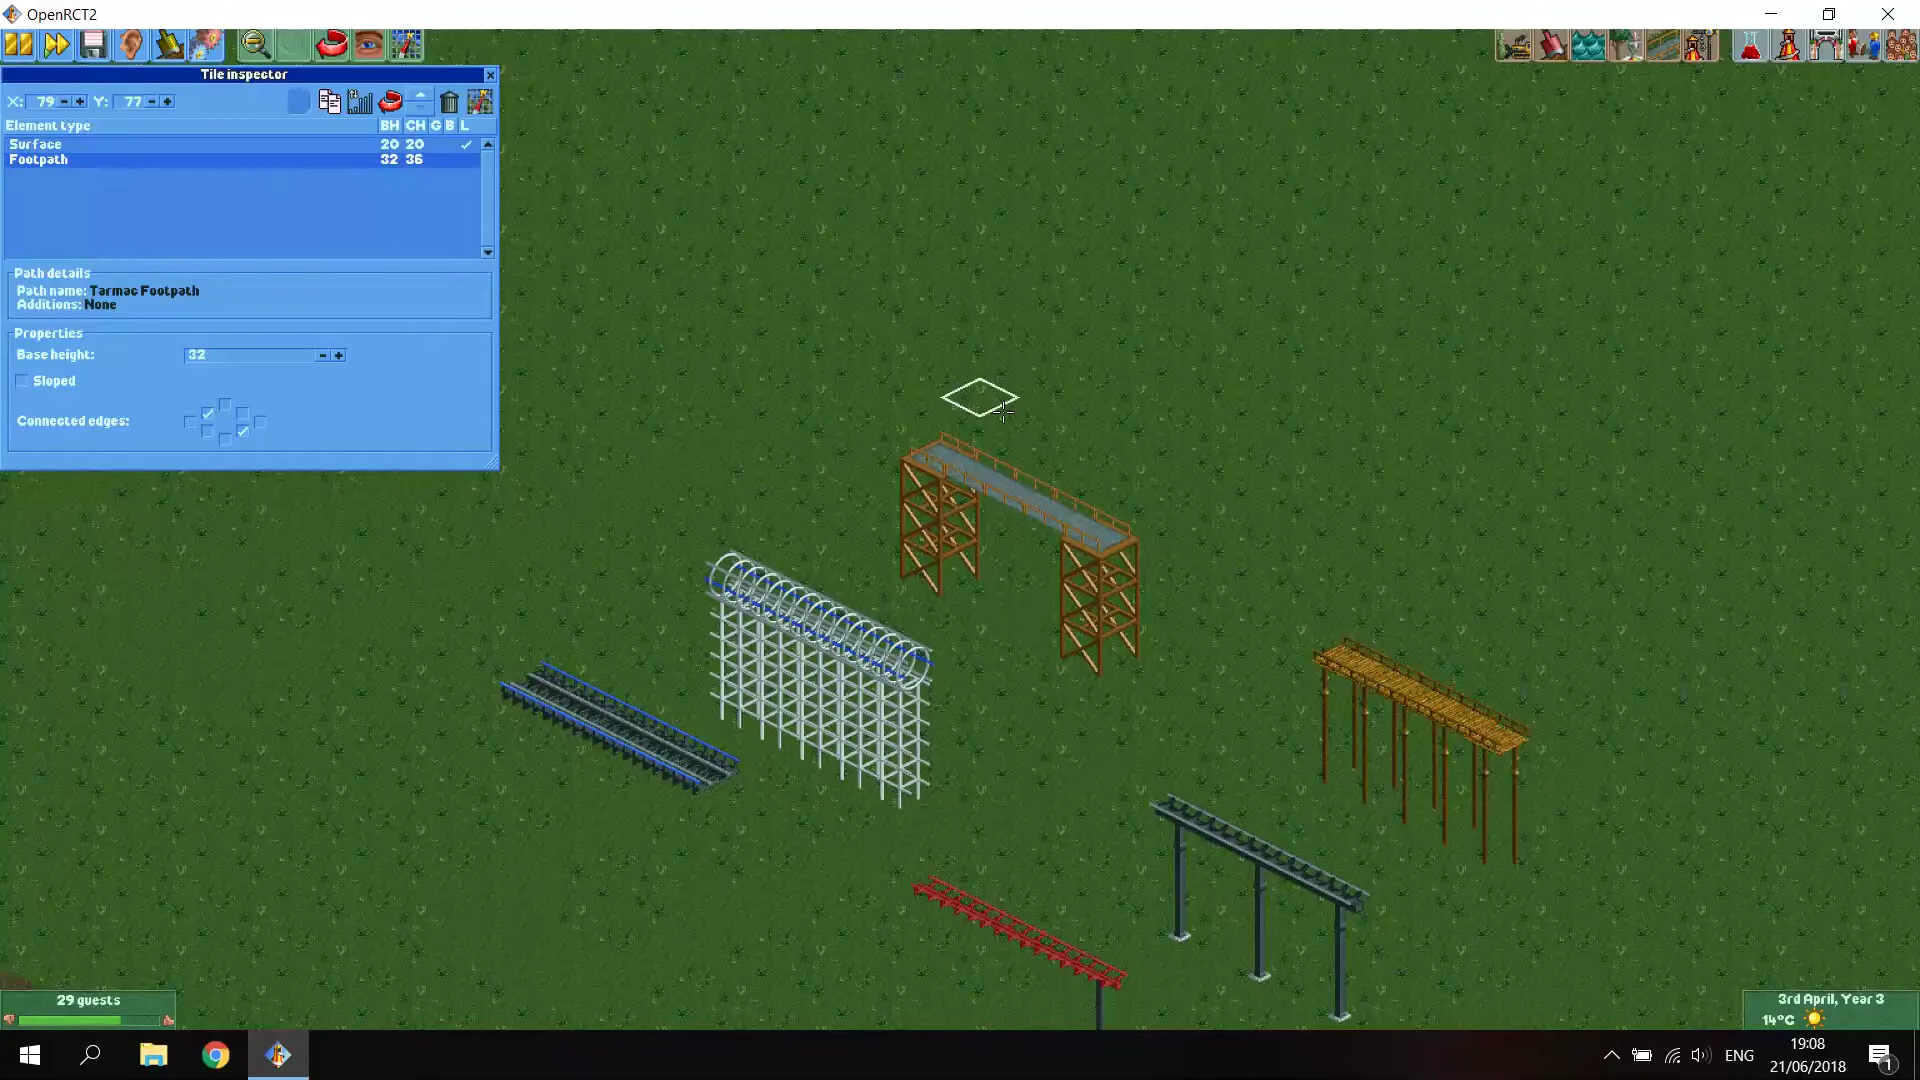 OpenRCT2
Tile inspector
X: 79 - + Y: 77 - +
Element type BH CH G B L
Surface 20 20 ✓
Footpath 32 36
Path details
Path name: Tarmac Footpath
Additions: None
Properties
Base height: 32 - +
Sloped
Connected edges:
29 guests
3rd April, Year 3
14°C
ENG
19:08
21/06/2018
1